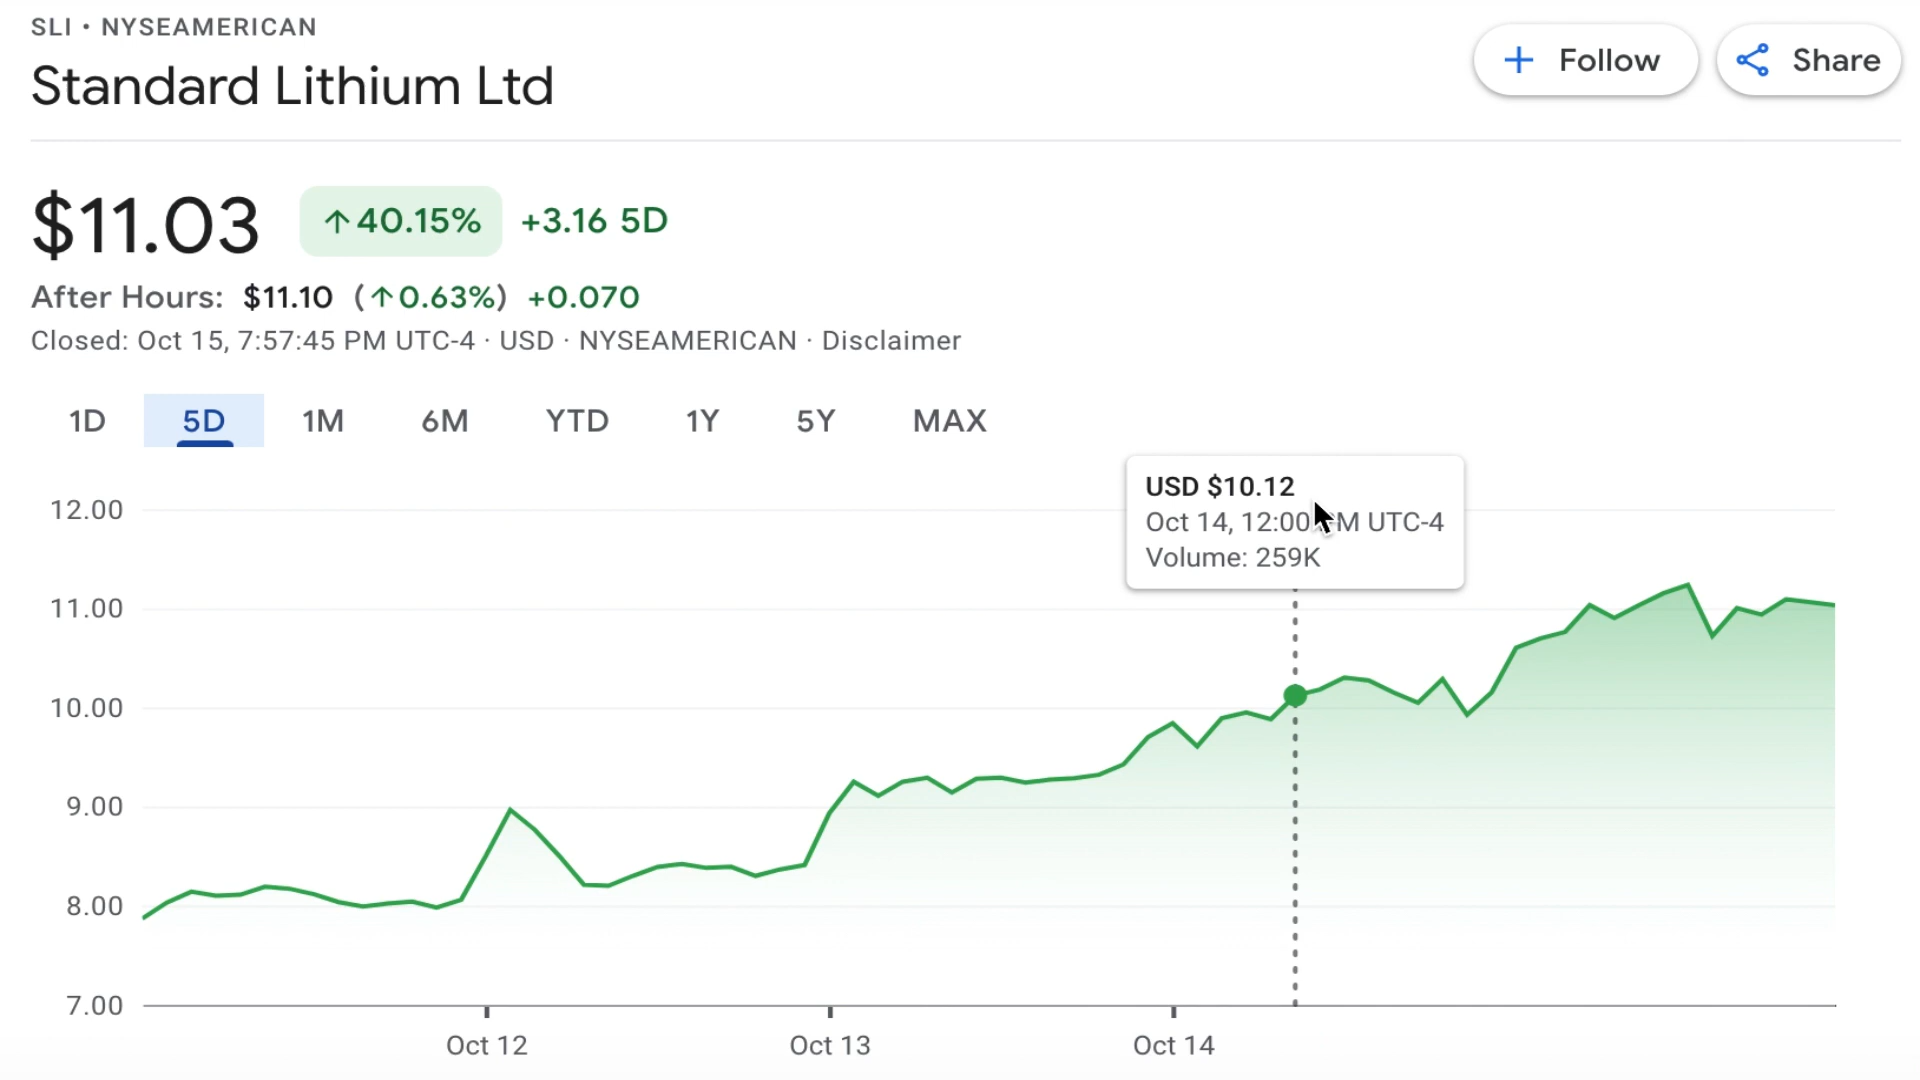 SLI • NYSEAMERICAN
Standard Lithium Ltd
Follow
Share
$11.03 ↑40.15% +3.16 5D
After Hours: $11.10 (↑0.63%) +0.070
Closed: Oct 15, 7:57:45 PM UTC-4 · USD · NYSEAMERICAN · Disclaimer
1D 5D 1M 6M YTD 1Y 5Y MAX
USD $10.12
Oct 14, 12:00 M UTC-4
Volume: 259K
12.00
11.00
10.00
9.00
8.00
7.00
Oct 12 Oct 13 Oct 14